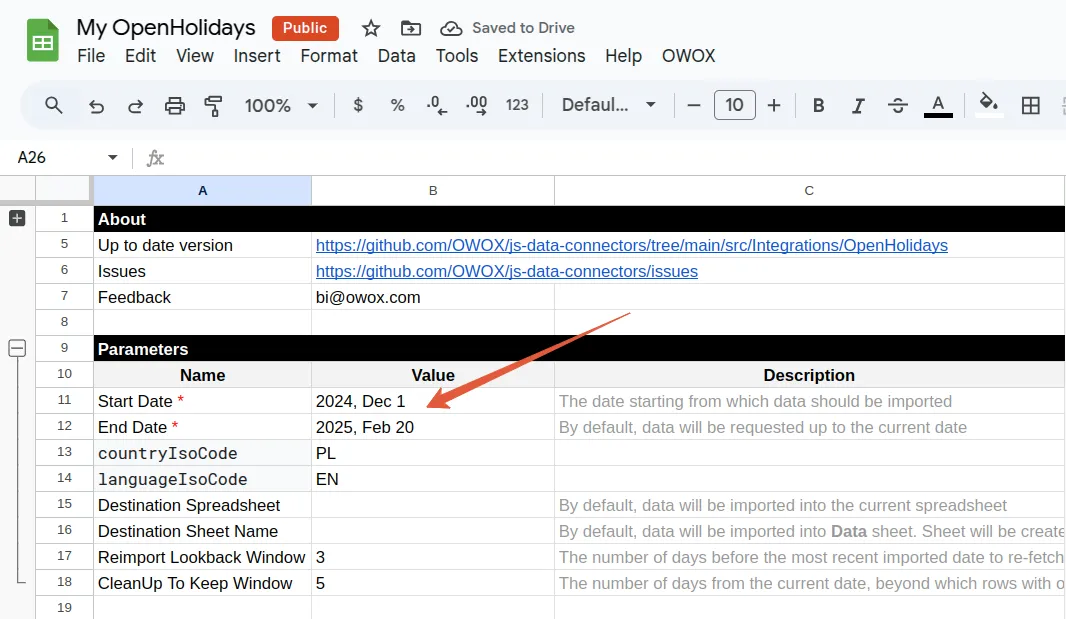 My OpenHolidays Public Saved to Drive
File Edit View Insert Format Data Tools Extensions Help OWOX
100% $ % .0 .00 123 Defaul... 10 B I A
A26 fx
A B C
1 About
5 Up to date version https://github.com/OWOX/js-data-connectors/tree/main/src/Integrations/OpenHolidays
6 Issues https://github.com/OWOX/js-data-connectors/issues
7 Feedback bi@owox.com
8
9 Parameters
10 Name Value Description
11 Start Date * 2024, Dec 1 The date starting from which data should be imported
12 End Date * 2025, Feb 20 By default, data will be requested up to the current date
13 countryIsoCode PL
14 languageIsoCode EN
15 Destination Spreadsheet By default, data will be imported into the current spreadsheet
16 Destination Sheet Name By default, data will be imported into Data sheet. Sheet will be create
17 Reimport Lookback Window 3 The number of days before the most recent imported date to re-fetch
18 CleanUp To Keep Window 5 The number of days from the current date, beyond which rows with o
19